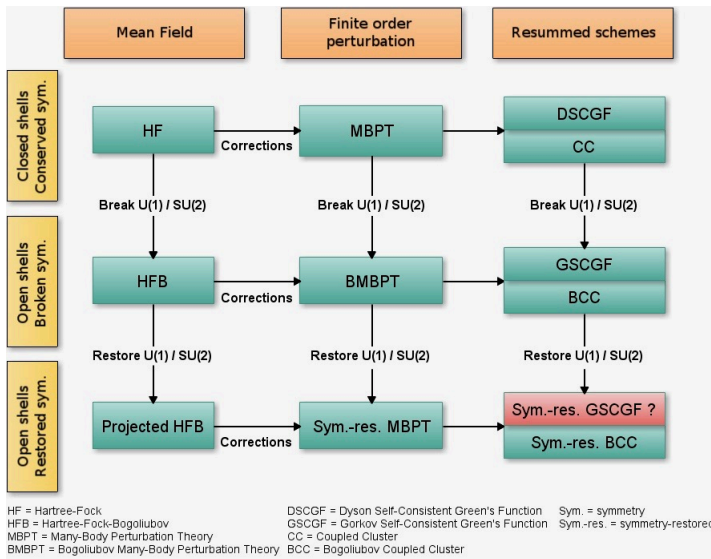 Mean Field
Finite order
perturbation
Resummed schemes
Closed shells
Conserved sym.
HF
Corrections
MBPT
DSCGF
CC
Break U(1) / SU(2)
Break U(1) / SU(2)
Break U(1) / SU(2)
Open shells
Broken sym.
HFB
Corrections
BMBPT
GSCGF
BCC
Restore U(1) / SU(2)
Restore U(1) / SU(2)
Restore U(1) / SU(2)
Open shells
Restored sym.
Projected HFB
Corrections
Sym.-res. MBPT
Sym.-res. GSCGF ?
Sym.-res. BCC
HF = Hartree-Fock
HFB = Hartree-Fock-Bogoliubov
MBPT = Many-Body Perturbation Theory
BMBPT = Bogoliubov Many-Body Perturbation Theory
DSCGF = Dyson Self-Consistent Green's Function
GSCGF = Gorkov Self-Consistent Green's Function
CC = Coupled Cluster
BCC = Bogoliubov Coupled Cluster
Sym. = symmetry
Sym.-res. = symmetry-restored